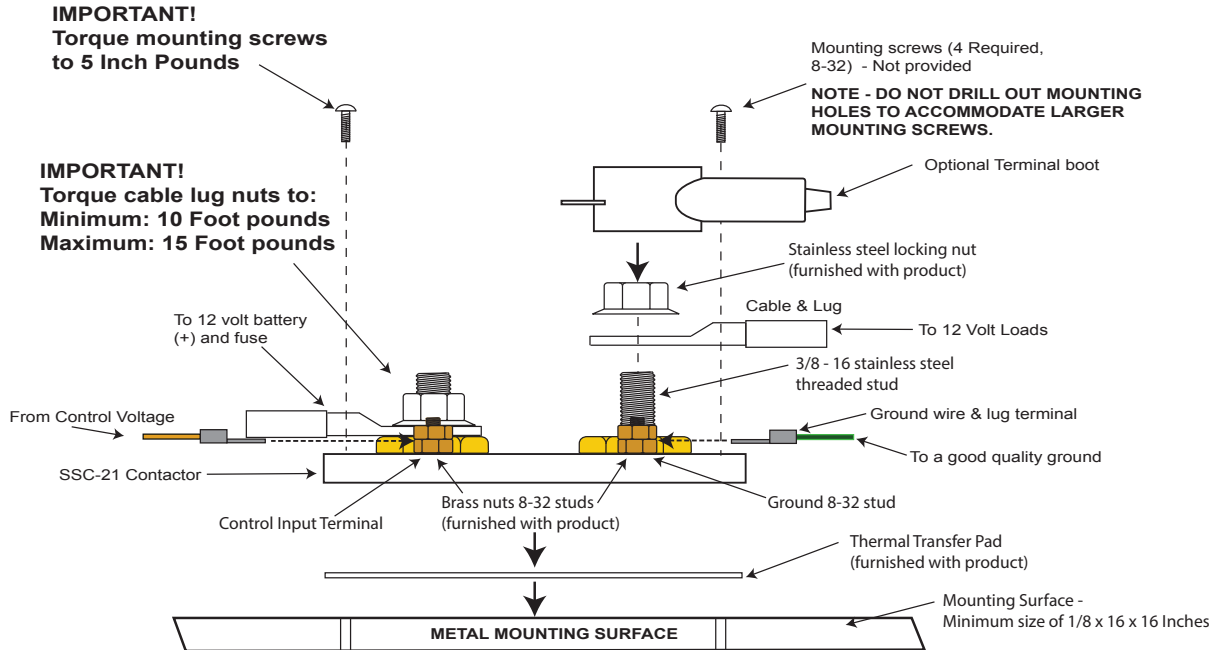 IMPORTANT!
Torque mounting screws
to 5 Inch Pounds
Mounting screws (4 Required,
8-32)  - Not provided
NOTE - DO NOT DRILL OUT MOUNTING
HOLES TO ACCOMMODATE LARGER
MOUNTING SCREWS.
IMPORTANT!
Torque cable lug nuts to:
Minimum: 10 Foot pounds
Maximum: 15 Foot pounds
Optional Terminal boot
Stainless steel locking nut
(furnished with product)
Cable & Lug
To 12 volt battery
(+) and fuse
To 12 Volt Loads
3/8 - 16 stainless steel
threaded stud
From Control Voltage
Ground wire & lug terminal
To a good quality ground
SSC-21 Contactor
Control Input Terminal
Brass nuts 8-32 studs
(furnished with product)
Ground 8-32 stud
Thermal Transfer Pad
(furnished with product)
Mounting Surface -
Minimum size of 1/8 x 16 x 16 Inches
METAL MOUNTING SURFACE